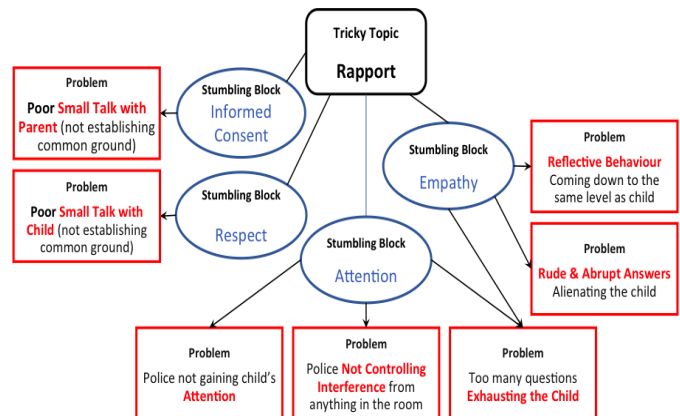 Tricky Topic
Rapport
Problem
Poor Small Talk with
Parent (not establishing
common ground)
Stumbling Block
Informed
Consent
Problem
Poor Small Talk with
Child (not establishing
common ground)
Stumbling Block
Respect
Stumbling Block
Attention
Stumbling Block
Empathy
Problem
Reflective Behaviour
Coming down to the
same level as child
Problem
Rude & Abrupt Answers
Alienating the child
Problem
Police not gaining child's
Attention
Problem
Police Not Controlling
Interference from
anything in the room
Problem
Too many questions
Exhausting the Child